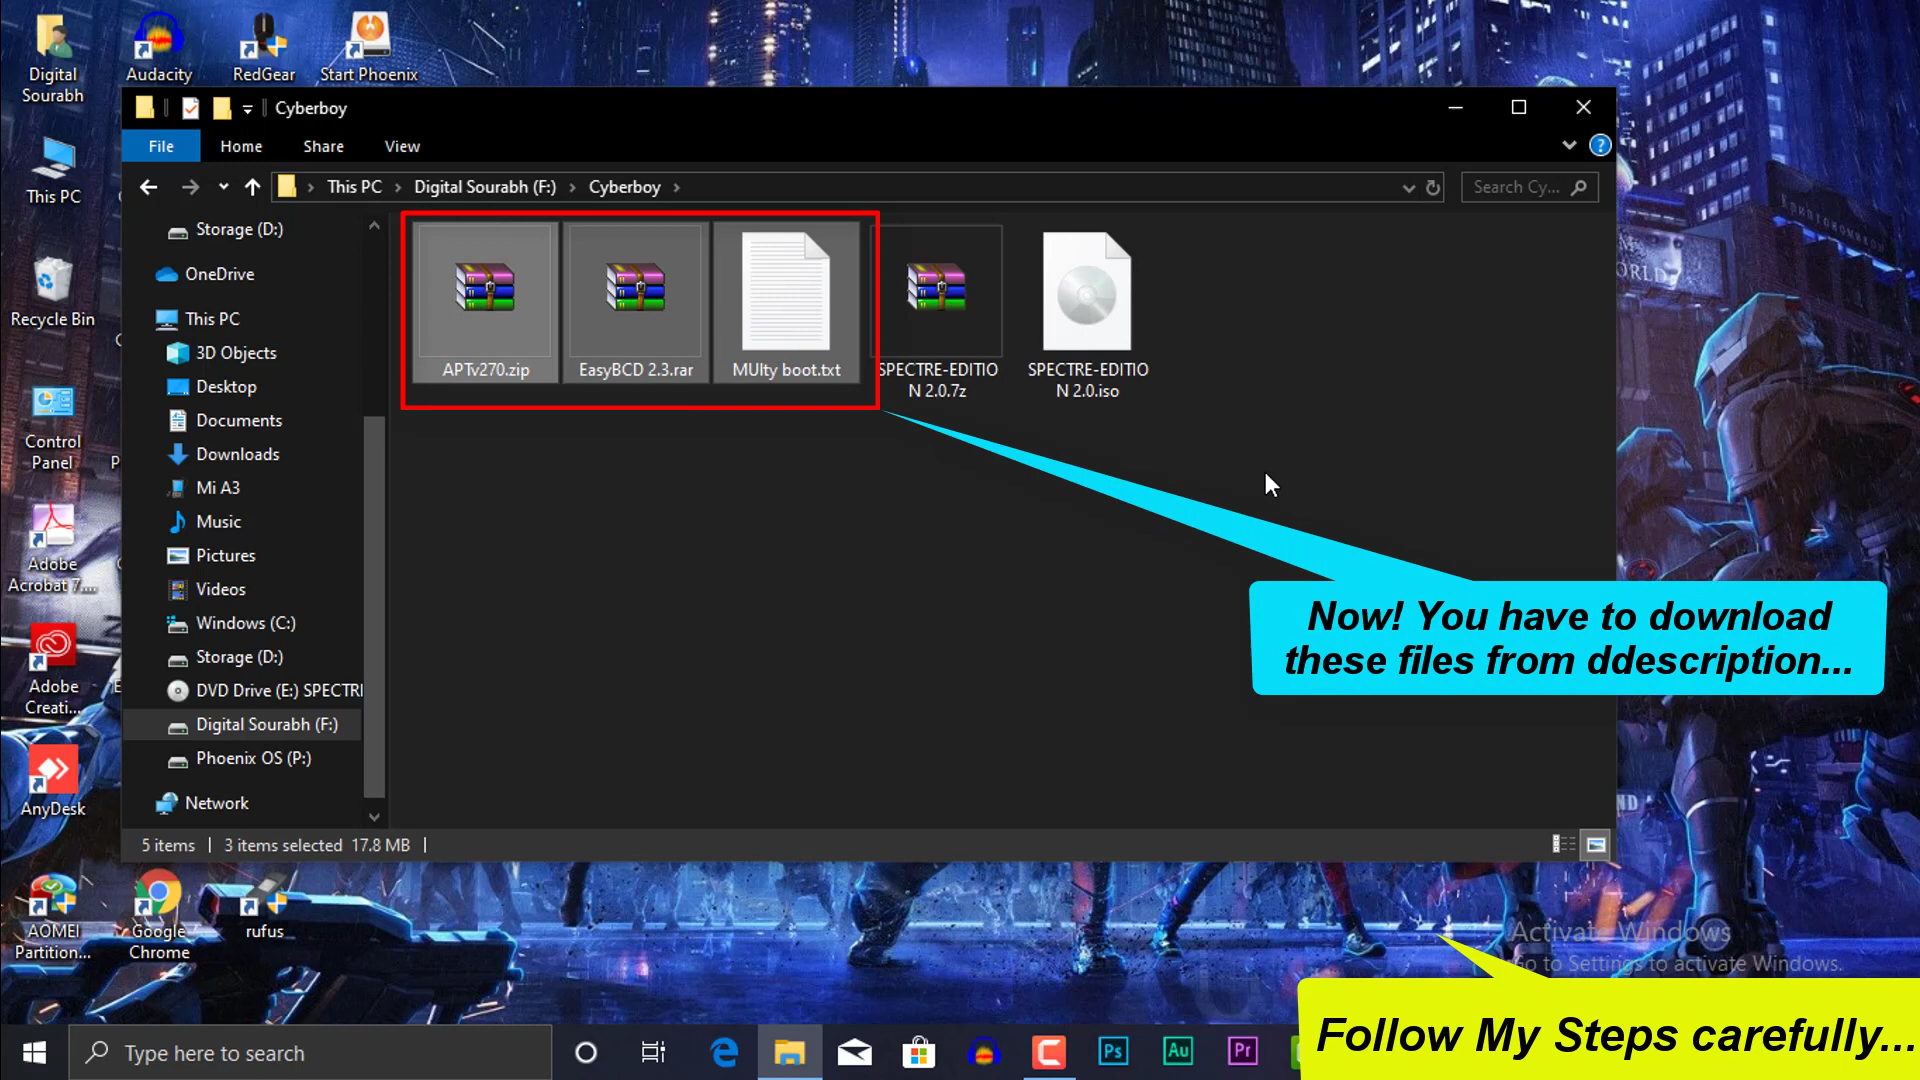 Digital
Sourabh
Audacity
RedGear
Start Phoenix
Cyberboy
File
Home
Share
View
This PC
Digital Sourabh (F:)
Cyberboy
Search Cy...
This PC
Recycle Bin
Control
Panel
Adobe
Acrobat 7....
Adobe
Creati...
AnyDesk
AOMEI
Partition...
Google
Chrome
rufus
Storage (D:)
OneDrive
This PC
3D Objects
Desktop
Documents
Downloads
Mi A3
Music
Pictures
Videos
Windows (C:)
Storage (D:)
DVD Drive (E:) SPECTRI
Digital Sourabh (F:)
Phoenix OS (P:)
Network
APTv270.zip
EasyBCD 2.3.rar
MUlty boot.txt
SPECTRE-EDITIO
N 2.0.7z
SPECTRE-EDITIO
N 2.0.iso
Now! You have to download
these files from ddescription...
5 items
3 items selected 17.8 MB
Activate Windows
Go to Settings to activate Windows.
Follow My Steps carefully...
Type here to search
Ps
Au
Pr